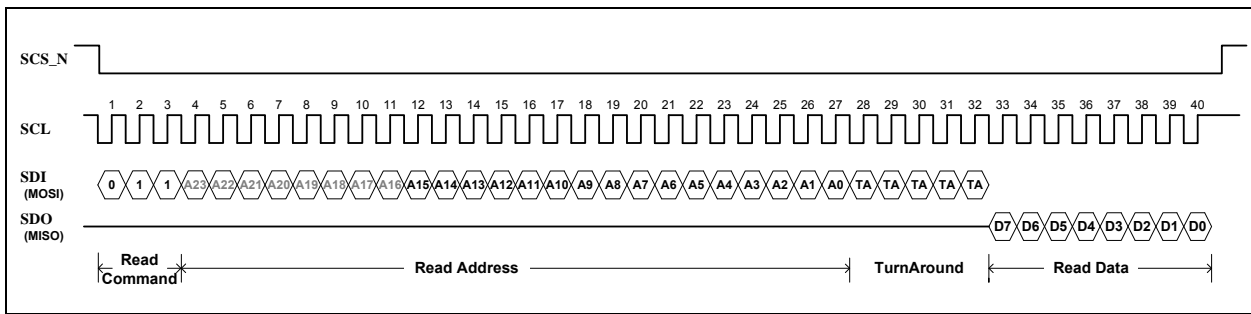 SCS_N
1 2 3 4 5 6 7 8 9 10 11 12 13 14 15 16 17 18 19 20 21 22 23 24 25 26 27 28 29 30 31 32 33 34 35 36 37 38 39 40
SCL
SDI
(MOSI)
0 1 1 A23 A22 A21 A20 A19 A18 A17 A16 A15 A14 A13 A12 A11 A10 A9 A8 A7 A6 A5 A4 A3 A2 A1 A0 TA TA TA TA TA
SDO
(MISO)
D7 D6 D5 D4 D3 D2 D1 D0
Read
Command
Read Address
TurnAround
Read Data